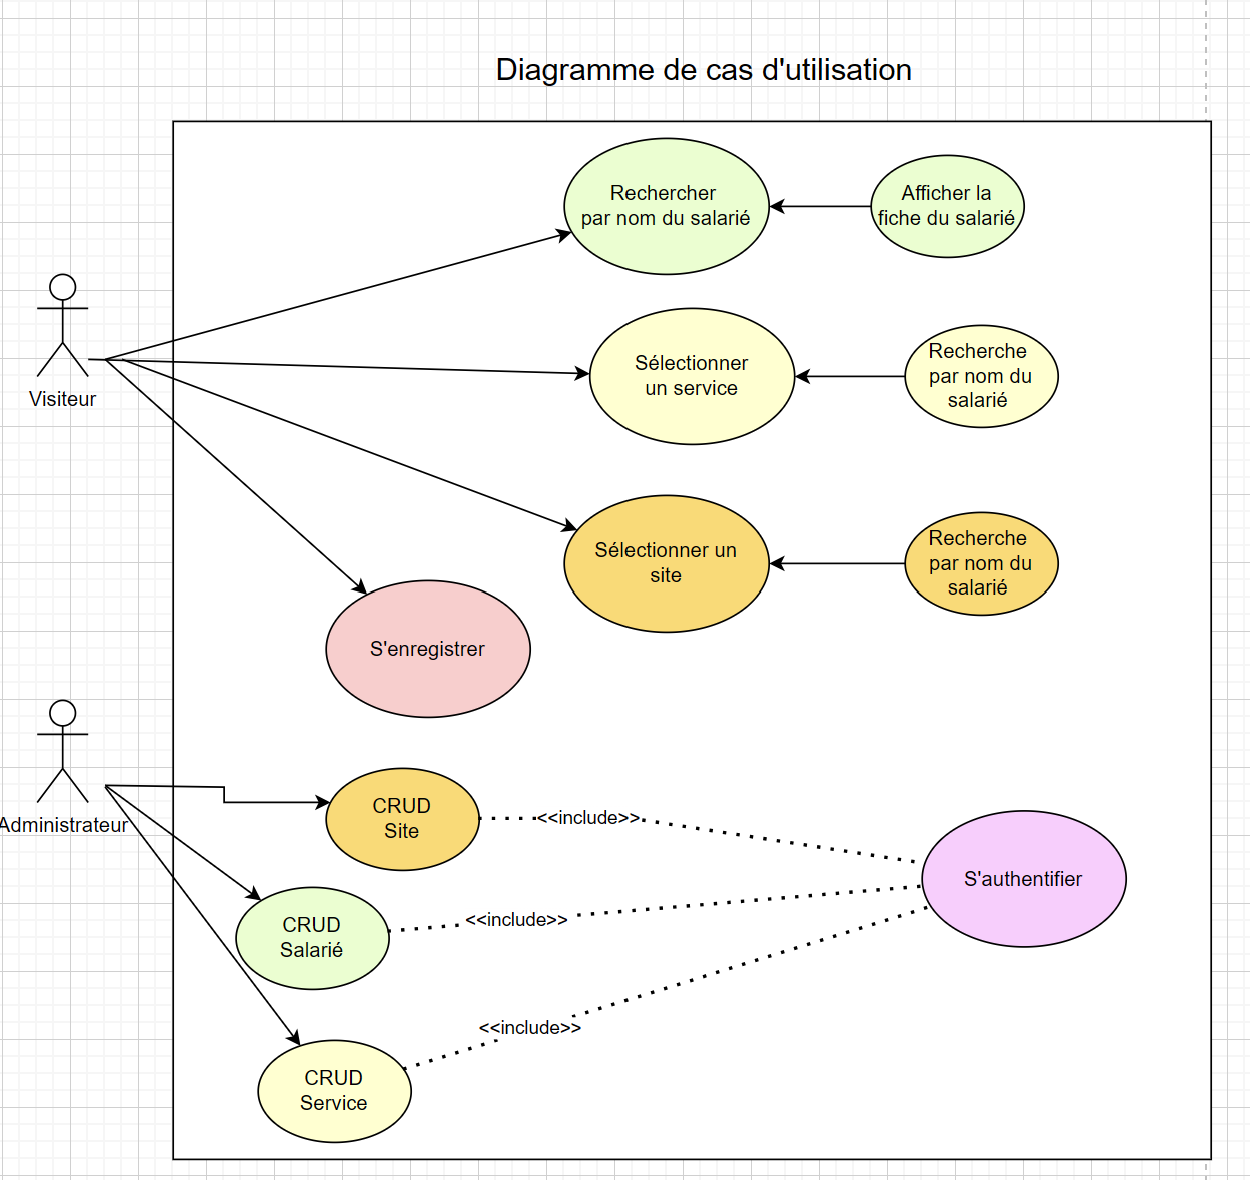 Diagramme de cas d'utilisation
Rechercher
par nom du salarié
Afficher la
fiche du salarié
Visiteur
Sélectionner
un service
Recherche
par nom du
salarié
Sélectionner un
site
Recherche
par nom du
salarié
S'enregistrer
Administrateur
CRUD
Site
<<include>>
S'authentifier
CRUD
Salarié
<<include>>
<<include>>
CRUD
Service